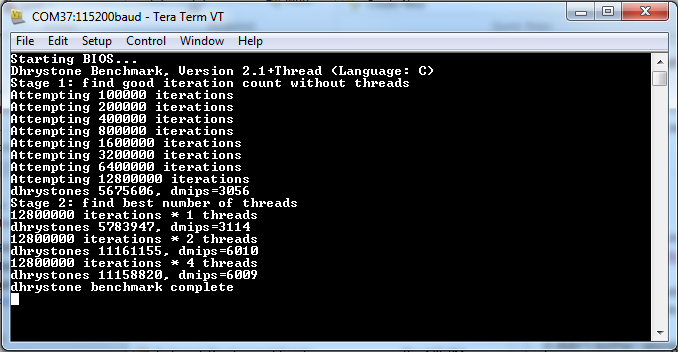 COM37:115200baud - Tera Term VT
File Edit Setup Control Window Help
Starting BIOS...
Dhrystone Benchmark, Version 2.1+Thread (Language: C)
Stage 1: find good iteration count without threads
Attempting 100000 iterations
Attempting 200000 iterations
Attempting 400000 iterations
Attempting 800000 iterations
Attempting 1600000 iterations
Attempting 3200000 iterations
Attempting 6400000 iterations
Attempting 12800000 iterations
dhrystones 5675606, dmips=3056
Stage 2: find best number of threads
12800000 iterations * 1 threads
dhrystones 5783947, dmips=3114
12800000 iterations * 2 threads
dhrystones 11161155, dmips=6010
12800000 iterations * 4 threads
dhrystones 11158820, dmips=6009
dhrystone benchmark complete